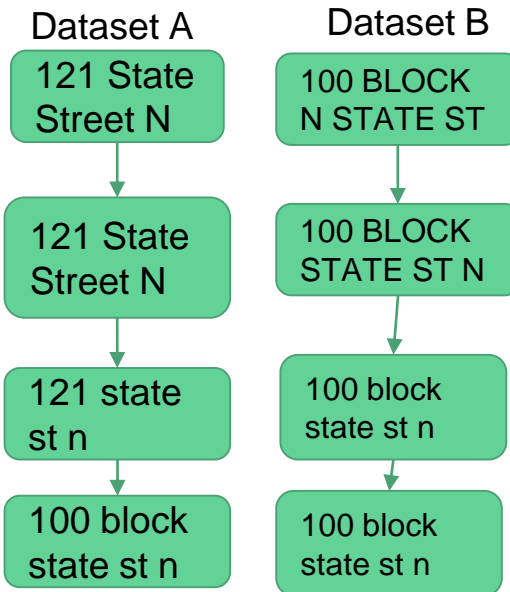 Dataset A
121 State
Street N
121 State
Street N
121 state
st n
100 block
state st n
Dataset B
100 BLOCK
N STATE ST
100 BLOCK
STATE ST N
100 block
state st n
100 block
state st n